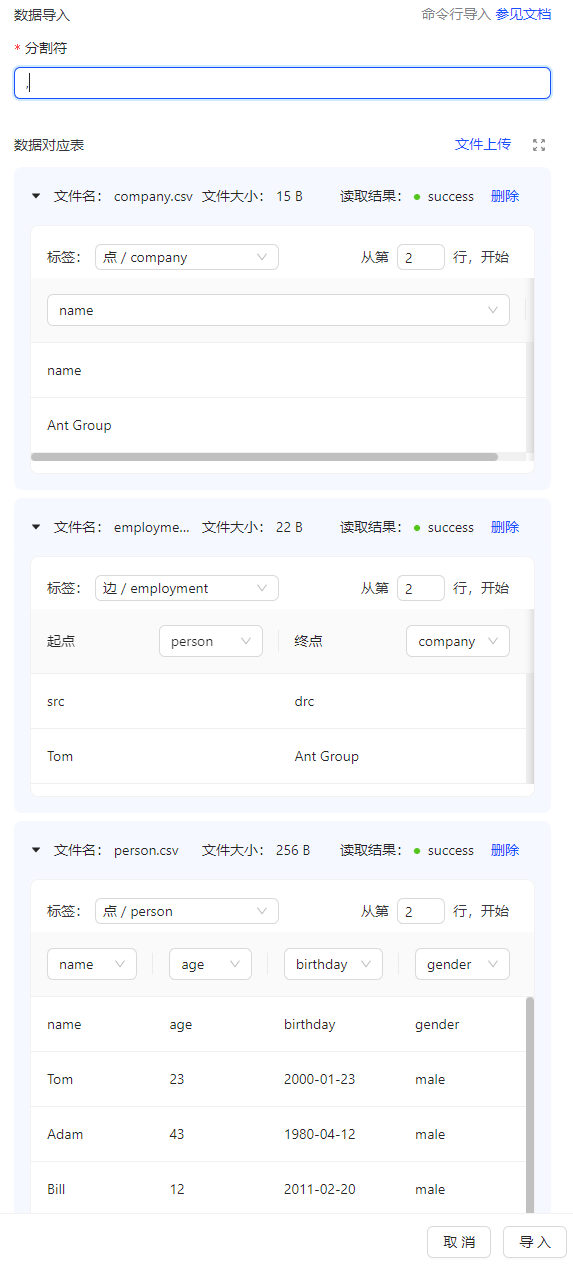 数据导入 命令行导入 参见文档
* 分割符
,
数据对应表 文件上传
文件名： company.csv 文件大小： 15 B 读取结果： success 删除
标签： 点 / company 从第 2 行，开始
name
name
Ant Group
文件名： employme... 文件大小： 22 B 读取结果： success 删除
标签： 边 / employment 从第 2 行，开始
起点 person 终点 company
src drc
Tom Ant Group
文件名： person.csv 文件大小： 256 B 读取结果： success 删除
标签： 点 / person 从第 2 行，开始
name age birthday gender
name age birthday gender
Tom 23 2000-01-23 male
Adam 43 1980-04-12 male
Bill 12 2011-02-20 male
取 消 导 入